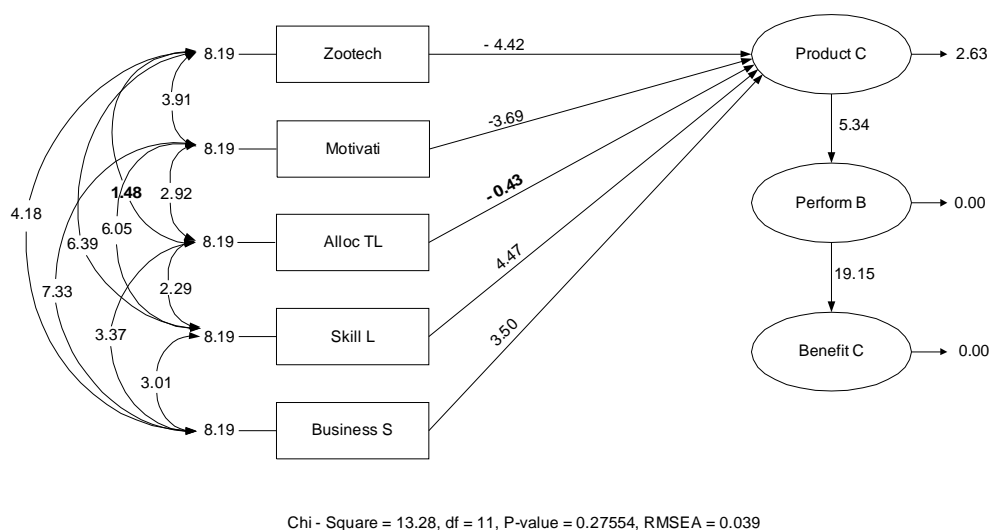 8.19 Zootech - 4.42 Product C 2.63
3.91
5.34
8.19 Motivati -3.69
1.48 2.92
4.18 6.05 6.39
Perform B 0.00
8.19 Alloc TL - 0.43
19.15
7.33 2.29
3.37
8.19 Skill L 4.47
Benefit C 0.00
3.01
8.19 Business S 3.50
Chi - Square = 13.28, df = 11, P-value = 0.27554, RMSEA = 0.039